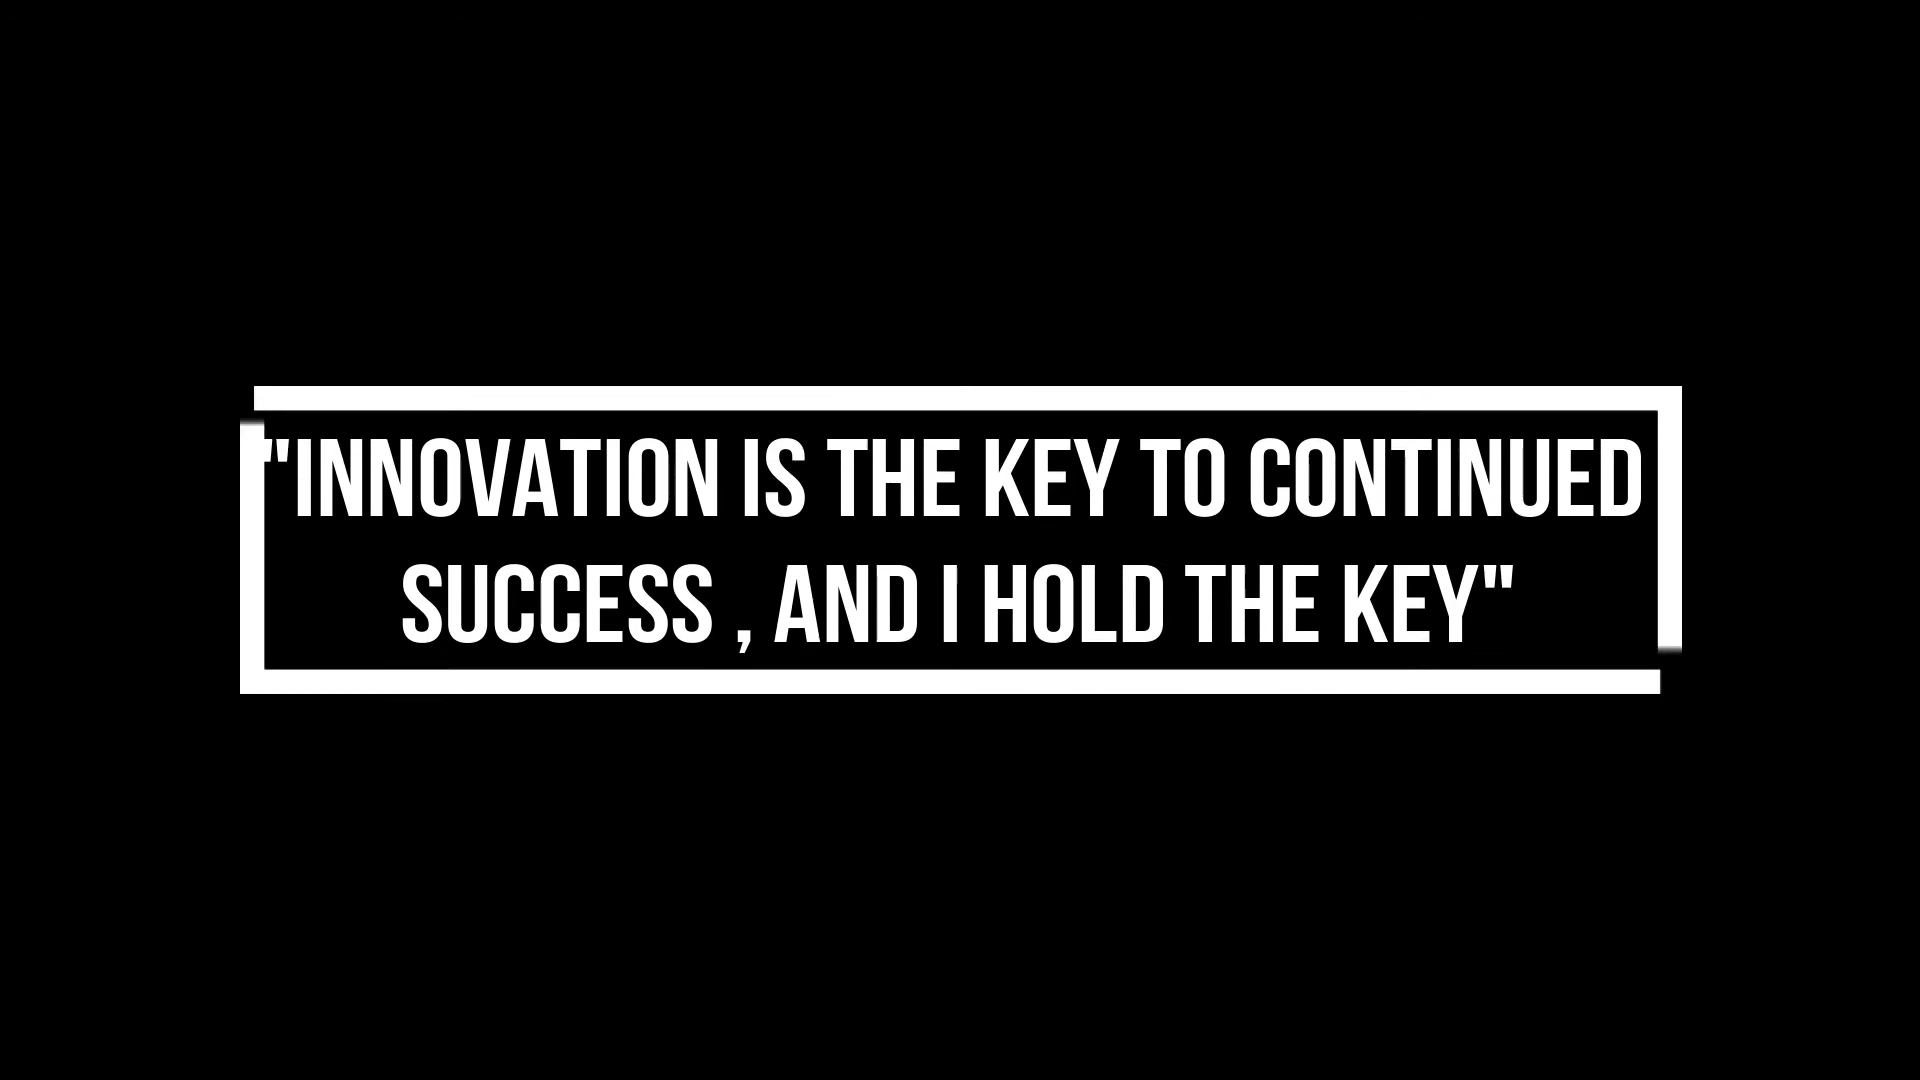 "INNOVATION IS THE KEY TO CONTINUED
SUCCESS , AND I HOLD THE KEY"